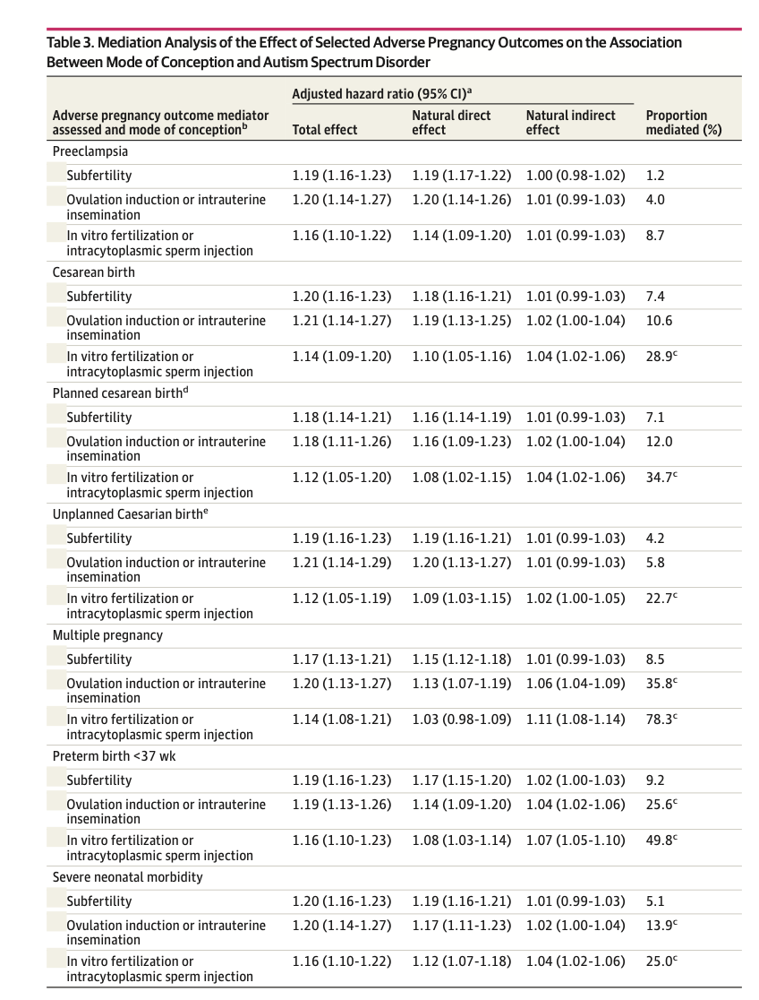 Table 3. Mediation Analysis of the Effect of Selected Adverse Pregnancy Outcomes on the Association
Between Mode of Conception and Autism Spectrum Disorder
Adjusted hazard ratio (95% CI)a
Adverse pregnancy outcome mediator
assessed and mode of conceptionb
Total effect
Natural direct
effect
Natural indirect
effect
Proportion
mediated (%)
Preeclampsia
Subfertility 1.19 (1.16-1.23) 1.19 (1.17-1.22) 1.00 (0.98-1.02) 1.2
Ovulation induction or intrauterine 1.20 (1.14-1.27) 1.20 (1.14-1.26) 1.01 (0.99-1.03) 4.0
insemination
In vitro fertilization or 1.16 (1.10-1.22) 1.14 (1.09-1.20) 1.01 (0.99-1.03) 8.7
intracytoplasmic sperm injection
Cesarean birth
Subfertility 1.20 (1.16-1.23) 1.18 (1.16-1.21) 1.01 (0.99-1.03) 7.4
Ovulation induction or intrauterine 1.21 (1.14-1.27) 1.19 (1.13-1.25) 1.02 (1.00-1.04) 10.6
insemination
In vitro fertilization or 1.14 (1.09-1.20) 1.10 (1.05-1.16) 1.04 (1.02-1.06) 28.9c
intracytoplasmic sperm injection
Planned cesarean birthd
Subfertility 1.18 (1.14-1.21) 1.16 (1.14-1.19) 1.01 (0.99-1.03) 7.1
Ovulation induction or intrauterine 1.18 (1.11-1.26) 1.16 (1.09-1.23) 1.02 (1.00-1.04) 12.0
insemination
In vitro fertilization or 1.12 (1.05-1.20) 1.08 (1.02-1.15) 1.04 (1.02-1.06) 34.7c
intracytoplasmic sperm injection
Unplanned Caesarian birthe
Subfertility 1.19 (1.16-1.23) 1.19 (1.16-1.21) 1.01 (0.99-1.03) 4.2
Ovulation induction or intrauterine 1.21 (1.14-1.29) 1.20 (1.13-1.27) 1.01 (0.99-1.03) 5.8
insemination
In vitro fertilization or 1.12 (1.05-1.19) 1.09 (1.03-1.15) 1.02 (1.00-1.05) 22.7c
intracytoplasmic sperm injection
Multiple pregnancy
Subfertility 1.17 (1.13-1.21) 1.15 (1.12-1.18) 1.01 (0.99-1.03) 8.5
Ovulation induction or intrauterine 1.20 (1.13-1.27) 1.13 (1.07-1.19) 1.06 (1.04-1.09) 35.8c
insemination
In vitro fertilization or 1.14 (1.08-1.21) 1.03 (0.98-1.09) 1.11 (1.08-1.14) 78.3c
intracytoplasmic sperm injection
Preterm birth <37 wk
Subfertility 1.19 (1.16-1.23) 1.17 (1.15-1.20) 1.02 (1.00-1.03) 9.2
Ovulation induction or intrauterine 1.19 (1.13-1.26) 1.14 (1.09-1.20) 1.04 (1.02-1.06) 25.6c
insemination
In vitro fertilization or 1.16 (1.10-1.23) 1.08 (1.03-1.14) 1.07 (1.05-1.10) 49.8c
intracytoplasmic sperm injection
Severe neonatal morbidity
Subfertility 1.20 (1.16-1.23) 1.19 (1.16-1.21) 1.01 (0.99-1.03) 5.1
Ovulation induction or intrauterine 1.20 (1.14-1.27) 1.17 (1.11-1.23) 1.02 (1.00-1.04) 13.9c
insemination
In vitro fertilization or 1.16 (1.10-1.22) 1.12 (1.07-1.18) 1.04 (1.02-1.06) 25.0c
intracytoplasmic sperm injection